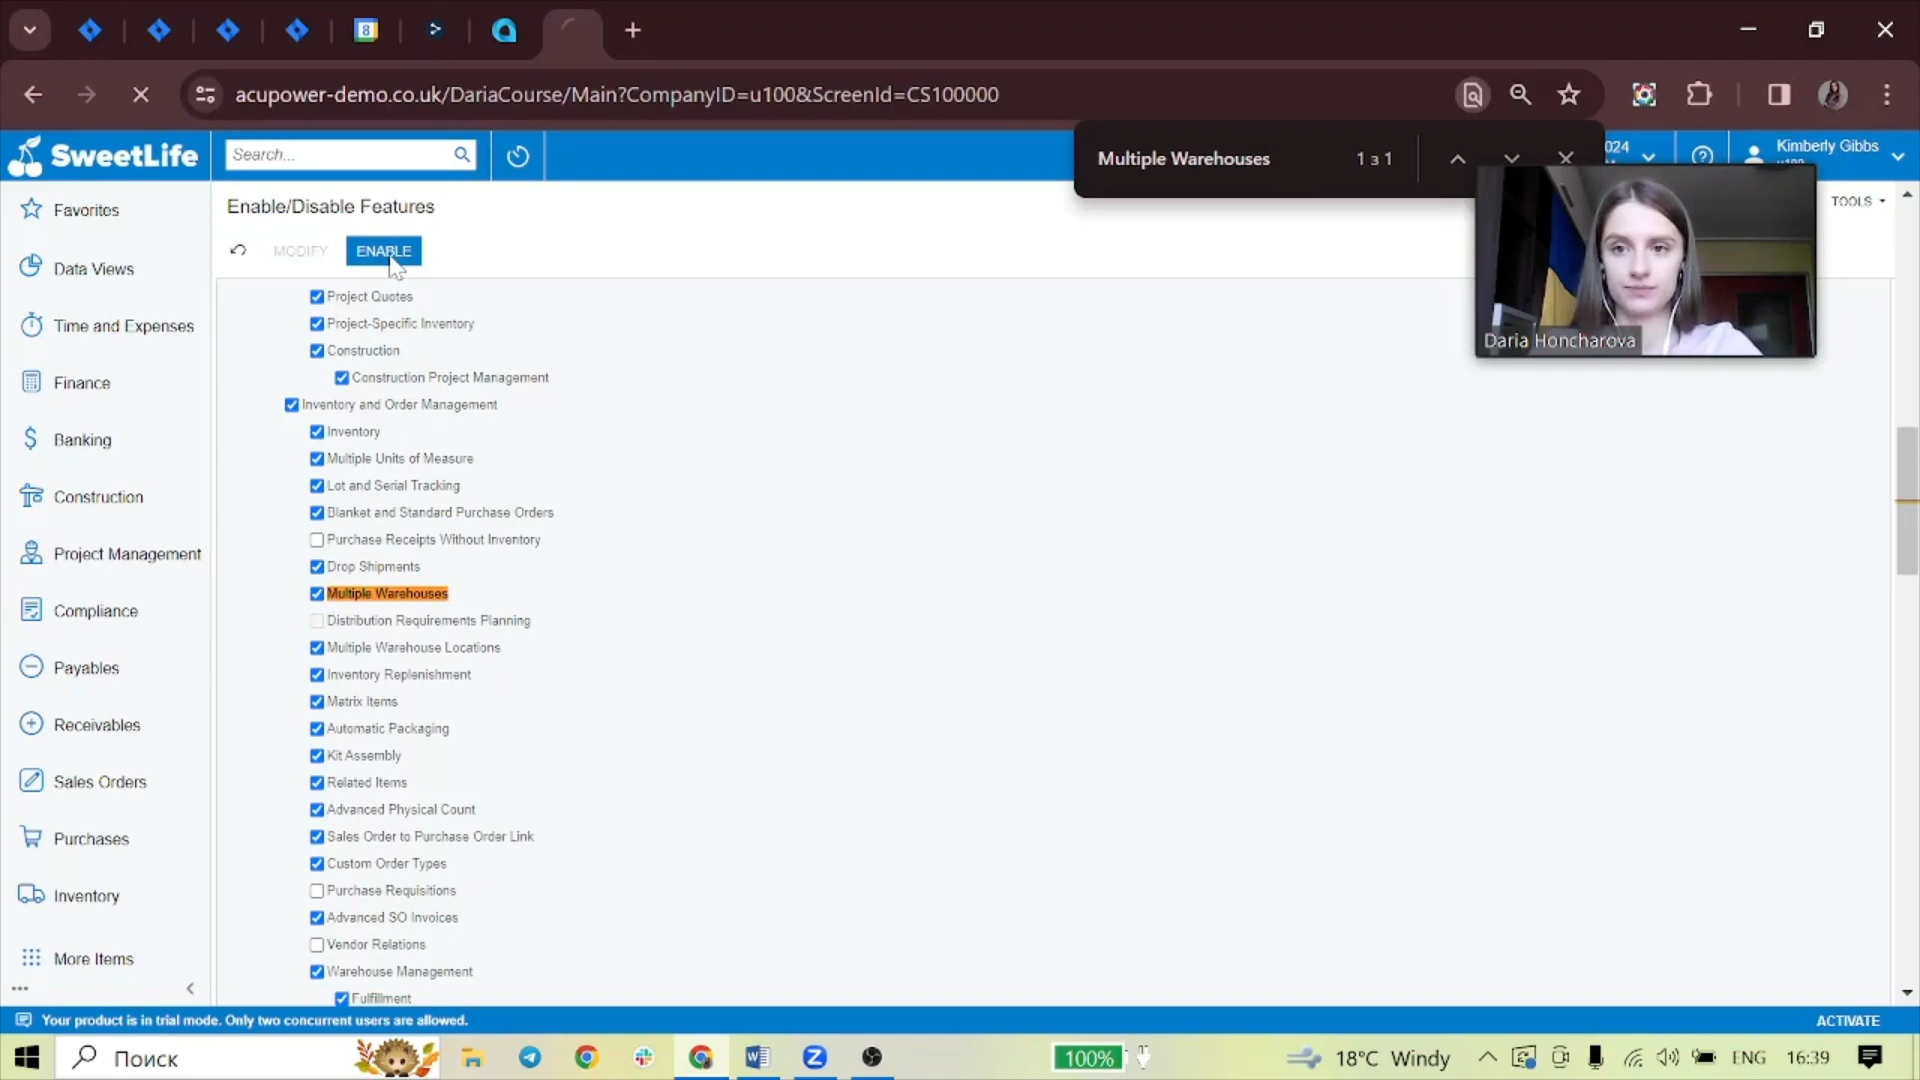 8
acupower-demo.co.uk/DariaCourse/Main?CompanyID=u100&ScreenId=CS100000
SweetLife
Search...
Multiple Warehouses
1 з 1
024
Kimberly Gibbs
Favorites
Data Views
Time and Expenses
Finance
Banking
Construction
Project Management
Compliance
Payables
Receivables
Sales Orders
Purchases
Inventory
More Items
Enable/Disable Features
TOOLS
MODIFY
ENABLE
Daria Honcharova
Project Quotes
Project-Specific Inventory
Construction
Construction Project Management
Inventory and Order Management
Inventory
Multiple Units of Measure
Lot and Serial Tracking
Blanket and Standard Purchase Orders
Purchase Receipts Without Inventory
Drop Shipments
Multiple Warehouses
Distribution Requirements Planning
Multiple Warehouse Locations
Inventory Replenishment
Matrix Items
Automatic Packaging
Kit Assembly
Related Items
Advanced Physical Count
Sales Order to Purchase Order Link
Custom Order Types
Purchase Requisitions
Advanced SO Invoices
Vendor Relations
Warehouse Management
Fulfillment
Your product is in trial mode. Only two concurrent users are allowed.
ACTIVATE
Поиск
100%
18°C Windy
ENG
16:39